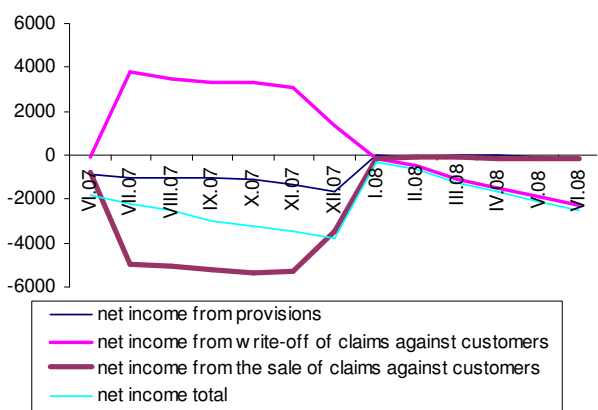 6000
4000
2000
0
-2000
-4000
-6000
VI.07
VII.07
VIII.07
IX.07
X.07
XI.07
XII.07
I.08
II.08
III.08
IV.08
V.08
VI.08
net income from provisions
net income from write-off of claims against customers
net income from the sale of claims against customers
net income total